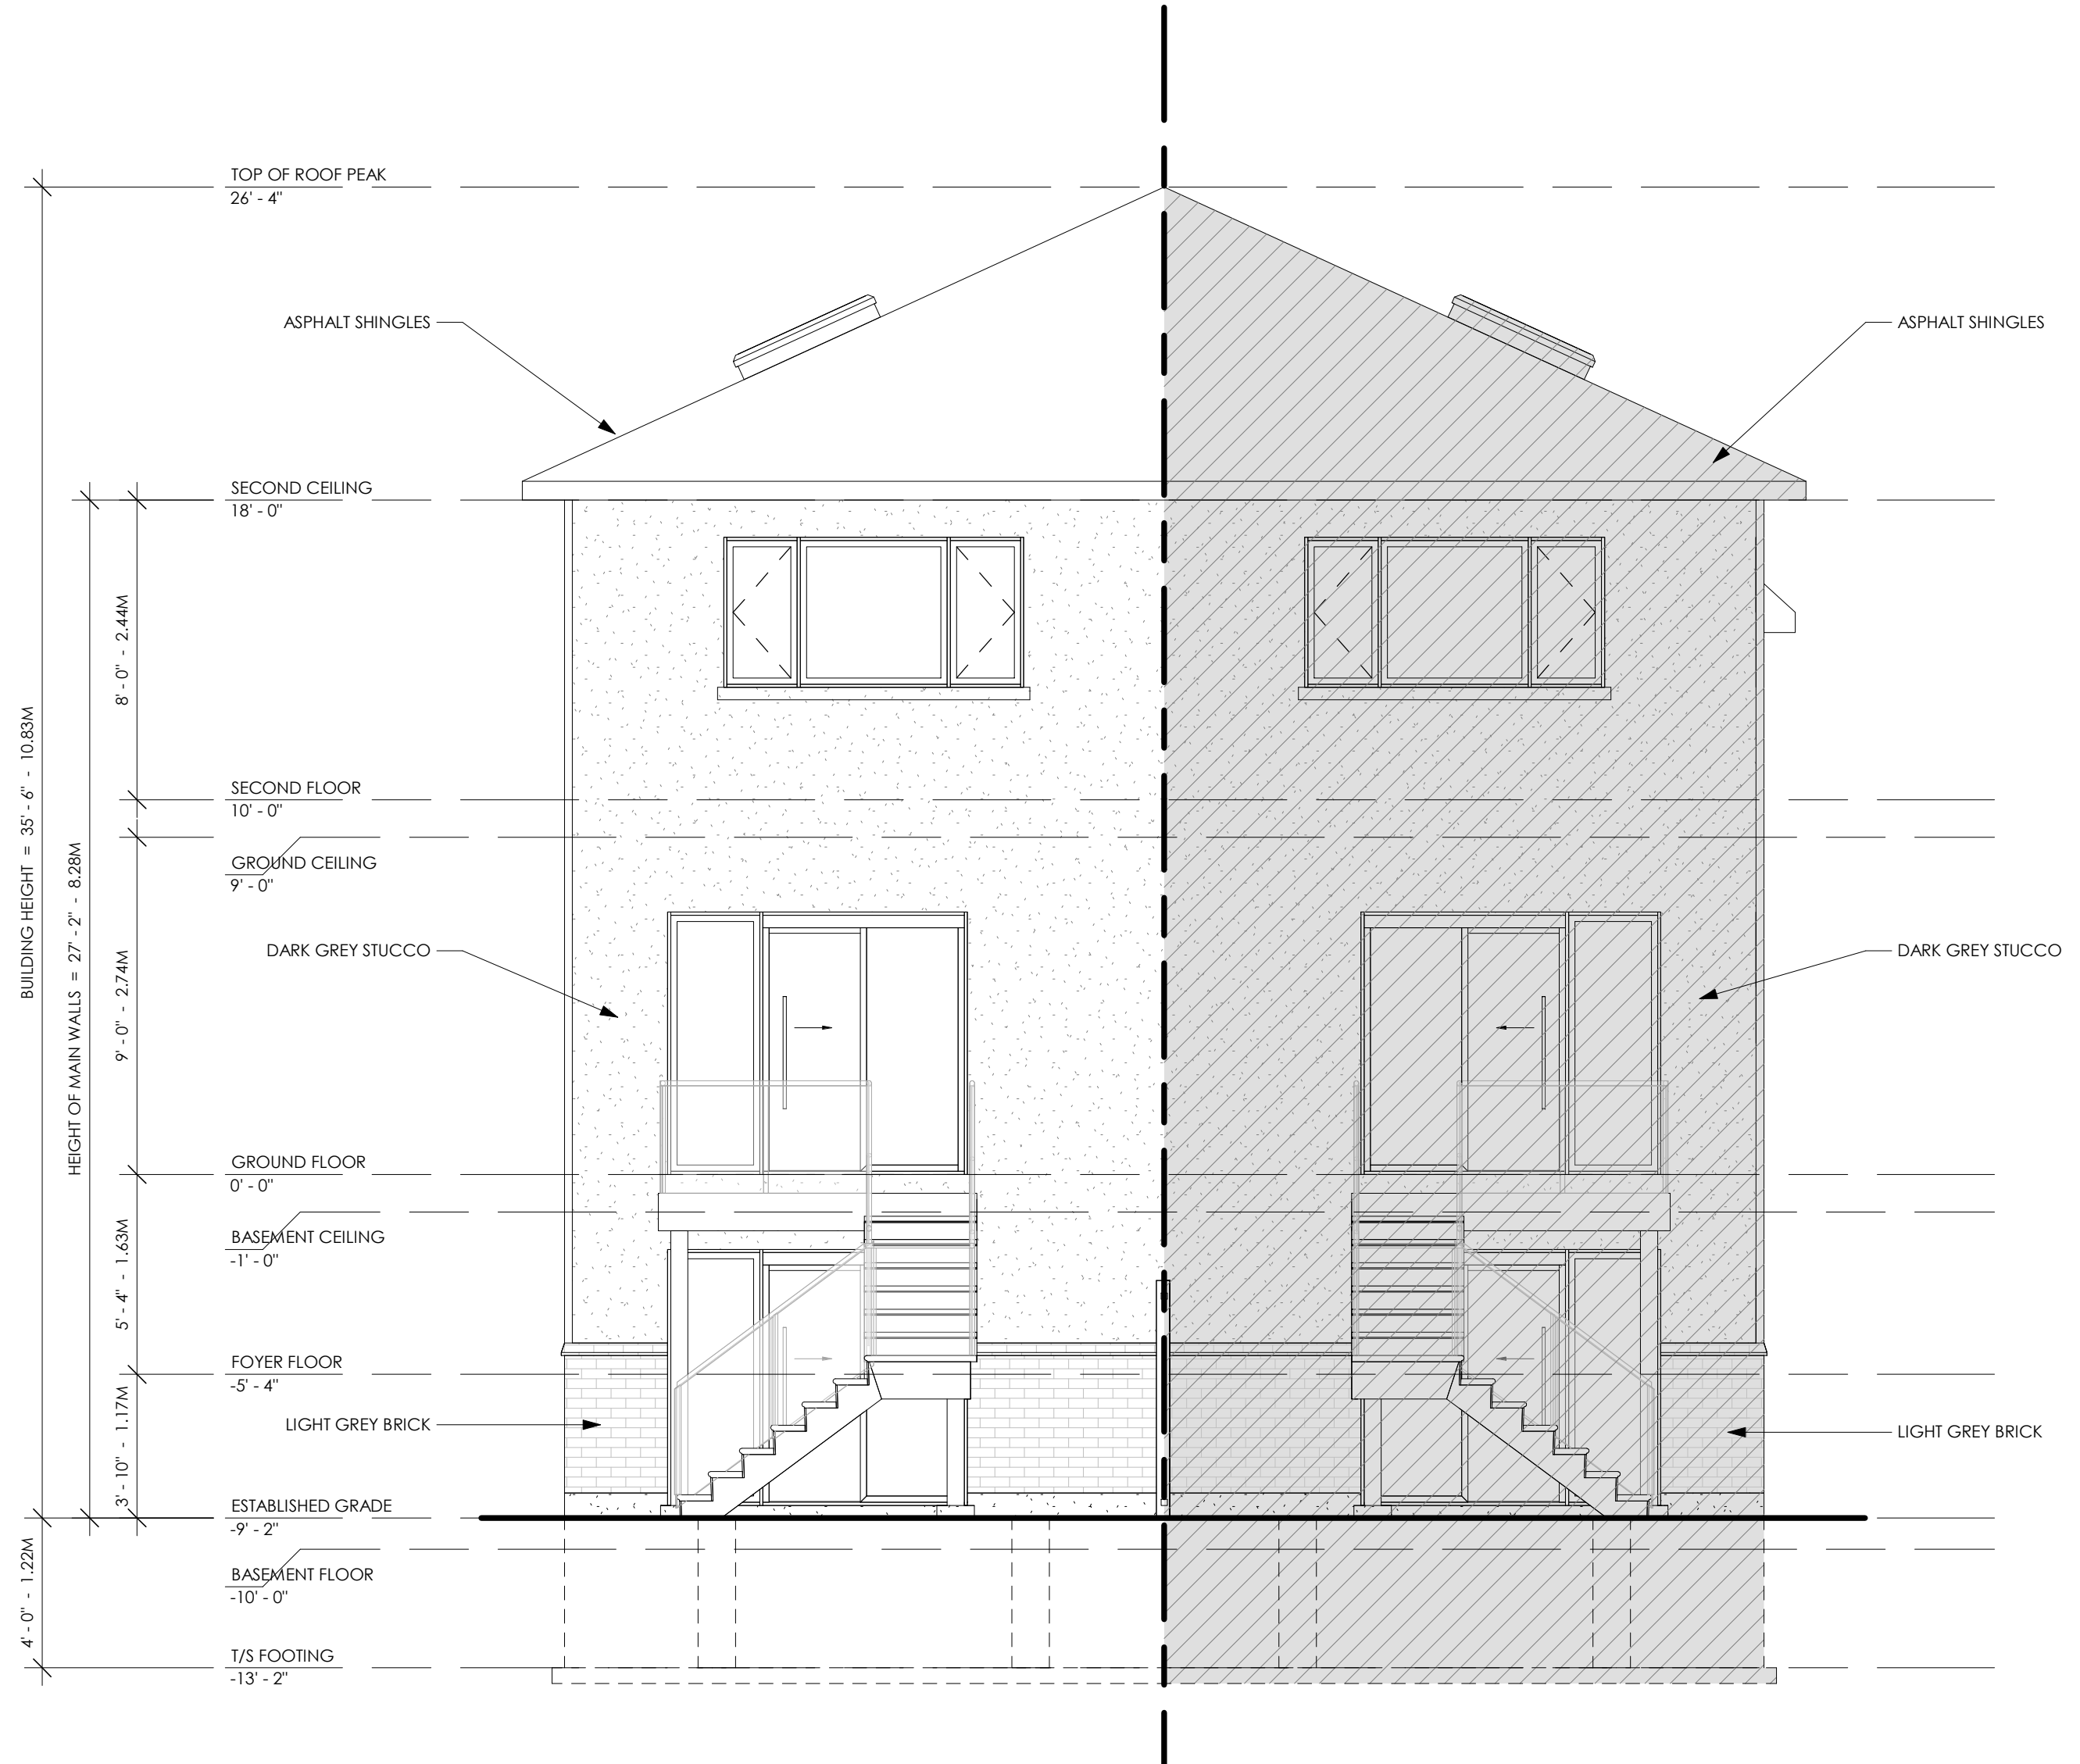 TOP OF ROOF PEAK
26' - 4"
ASPHALT SHINGLES
ASPHALT SHINGLES
SECOND CEILING
18' - 0"
8' - 0" - 2.44M
SECOND FLOOR
10' - 0"
GROUND CEILING
9' - 0"
BUILDING HEIGHT = 35' - 6" - 10.83M
HEIGHT OF MAIN WALLS = 27' - 2" - 8.28M
9' - 0" - 2.74M
DARK GREY STUCCO
DARK GREY STUCCO
GROUND FLOOR
0' - 0"
BASEMENT CEILING
-1' - 0"
5' - 4" - 1.63M
FOYER FLOOR
-5' - 4"
3' - 10" - 1.17M
LIGHT GREY BRICK
LIGHT GREY BRICK
ESTABLISHED GRADE
-9' - 2"
4' - 0" - 1.22M
BASEMENT FLOOR
-10' - 0"
T/S FOOTING
-13' - 2"